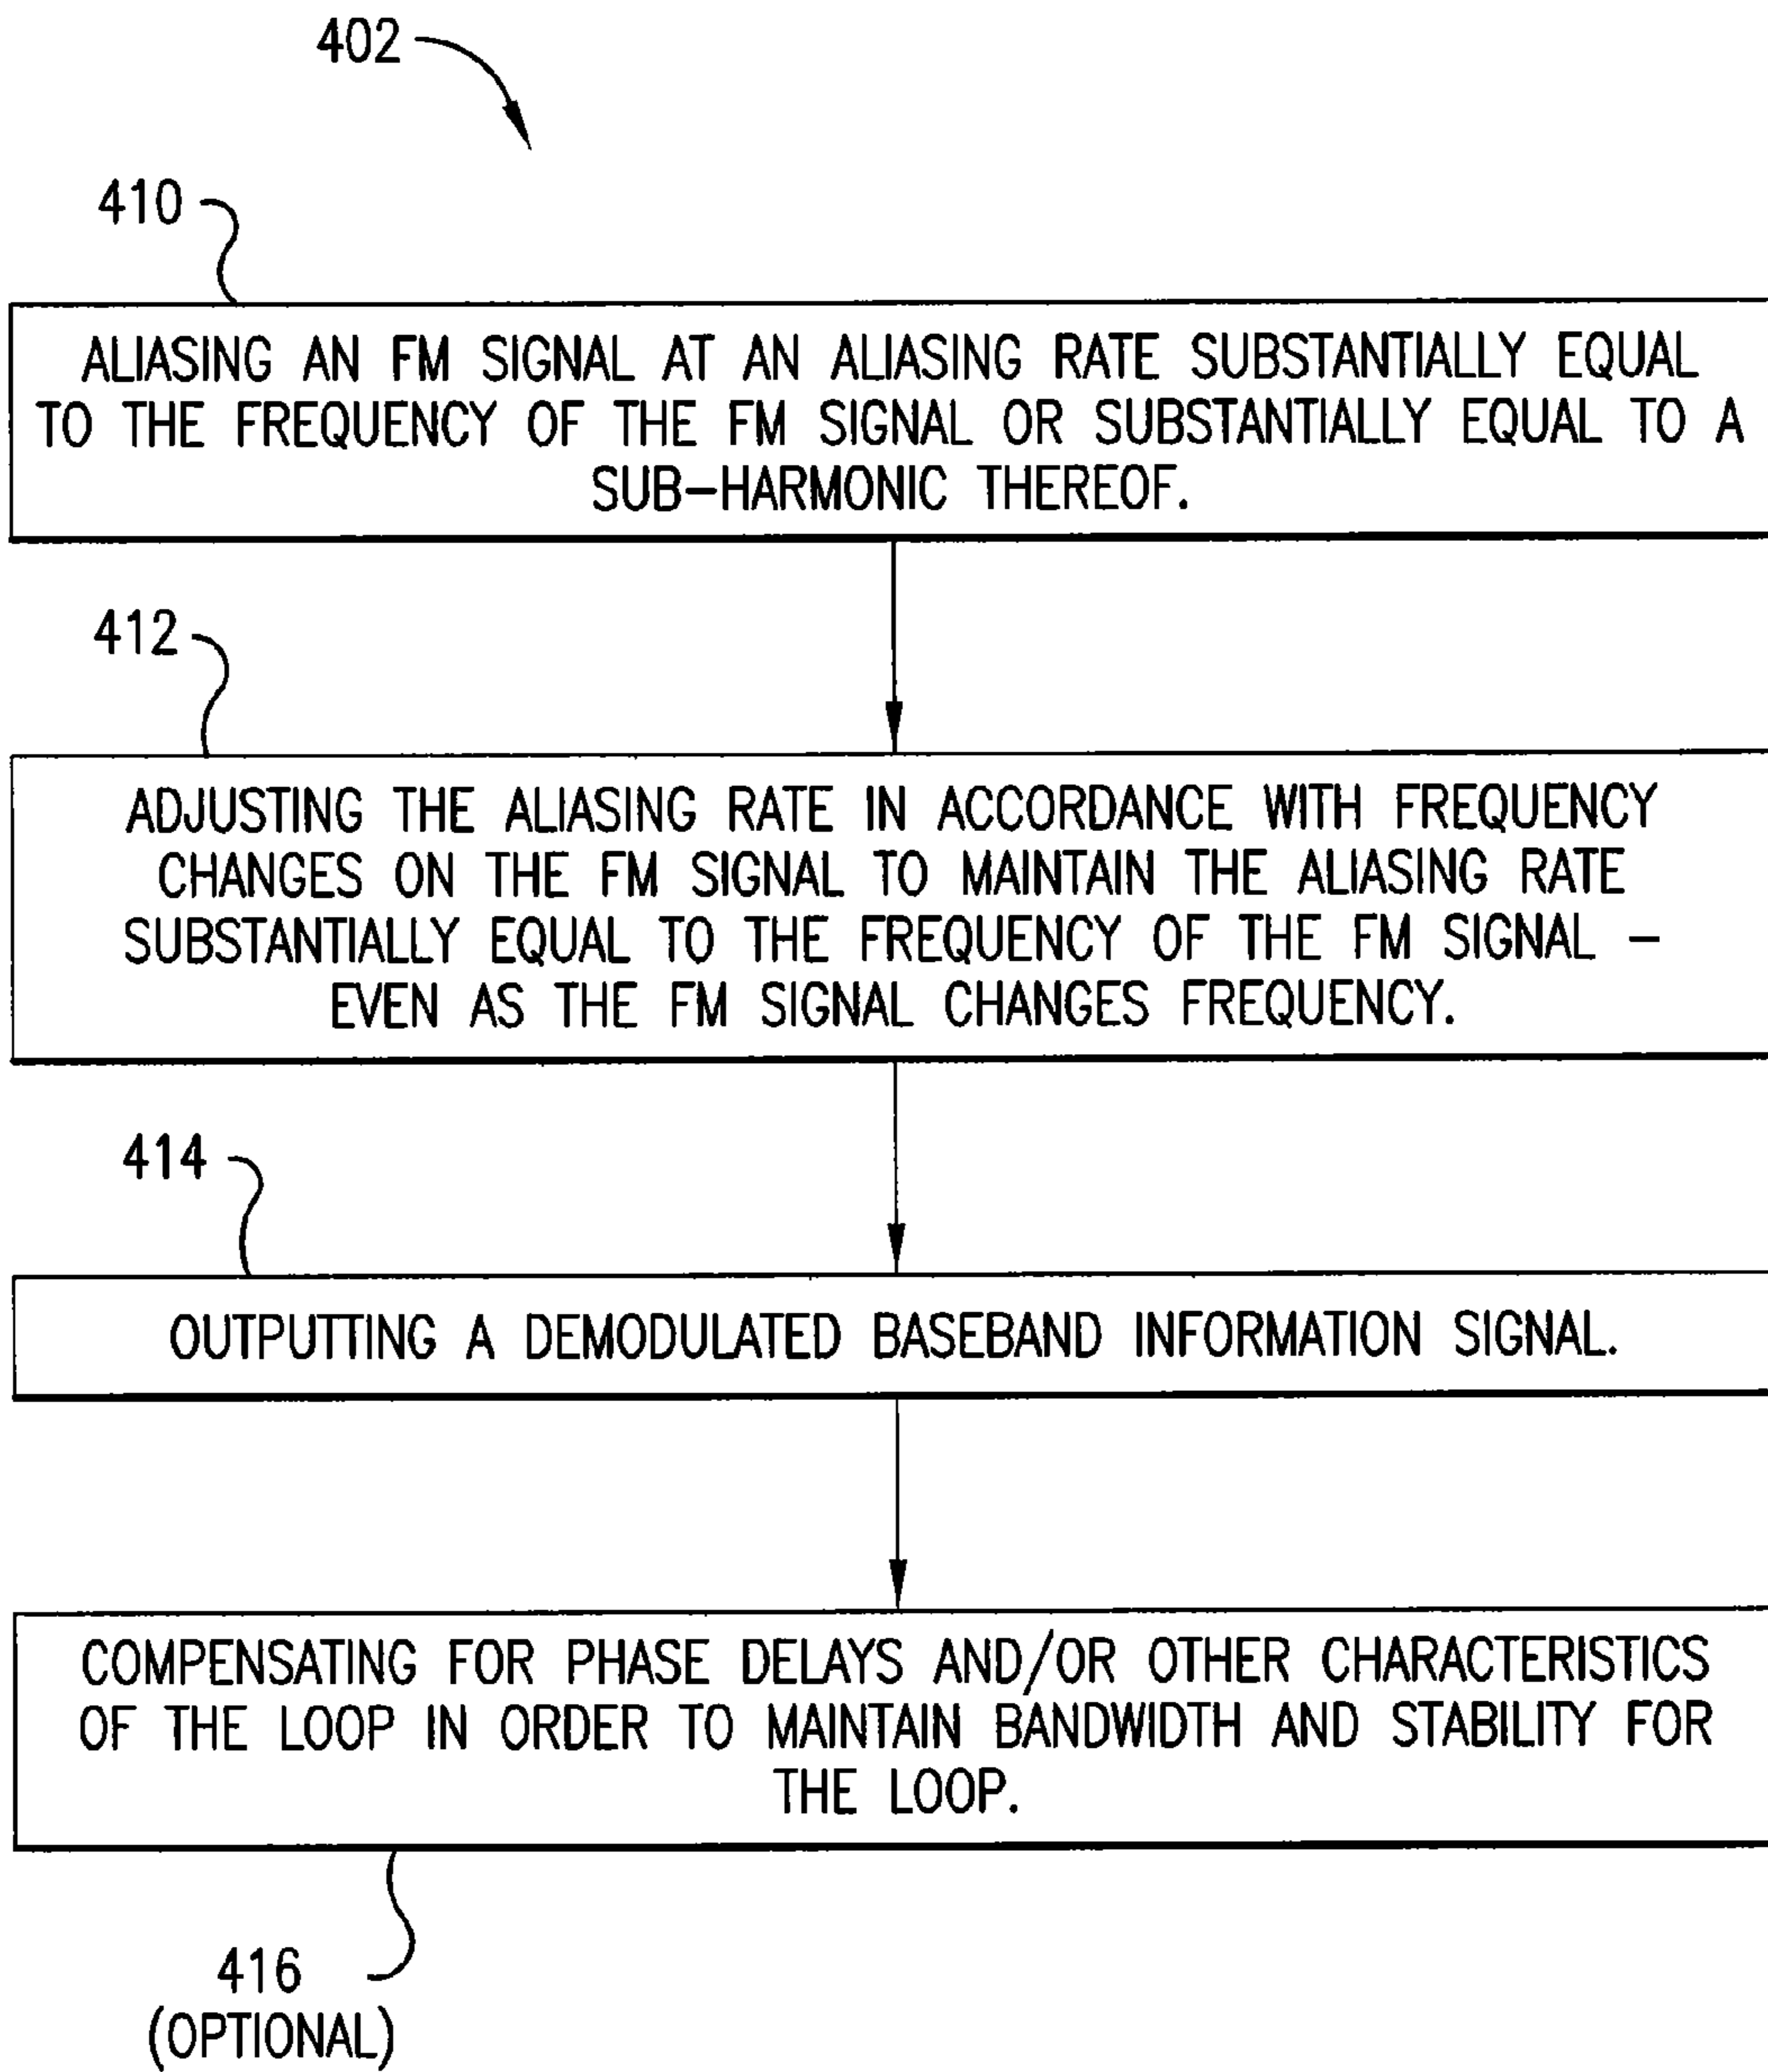 402
410
ALIASING AN FM SIGNAL AT AN ALIASING RATE SUBSTANTIALLY EQUAL
TO THE FREQUENCY OF THE FM SIGNAL OR SUBSTANTIALLY EQUAL TO A
SUB-HARMONIC THEREOF.
412
ADJUSTING THE ALIASING RATE IN ACCORDANCE WITH FREQUENCY
CHANGES ON THE FM SIGNAL TO MAINTAIN THE ALIASING RATE
SUBSTANTIALLY EQUAL TO THE FREQUENCY OF THE FM SIGNAL –
EVEN AS THE FM SIGNAL CHANGES FREQUENCY.
414
OUTPUTTING A DEMODULATED BASEBAND INFORMATION SIGNAL.
COMPENSATING FOR PHASE DELAYS AND/OR OTHER CHARACTERISTICS
OF THE LOOP IN ORDER TO MAINTAIN BANDWIDTH AND STABILITY FOR
THE LOOP.
416
(OPTIONAL)